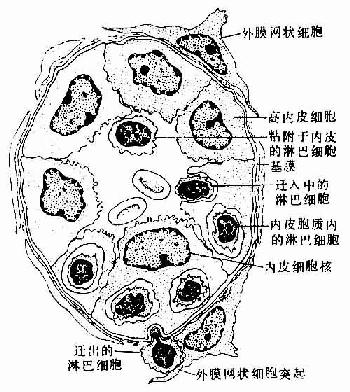 外膜网状细胞
高内皮细胞
粘附于内皮
的淋巴细胞
基膜
迁入中的
淋巴细胞
内皮胞质内
的淋巴细胞
内皮细胞核
迁出的
淋巴细胞
外膜网状细胞突起